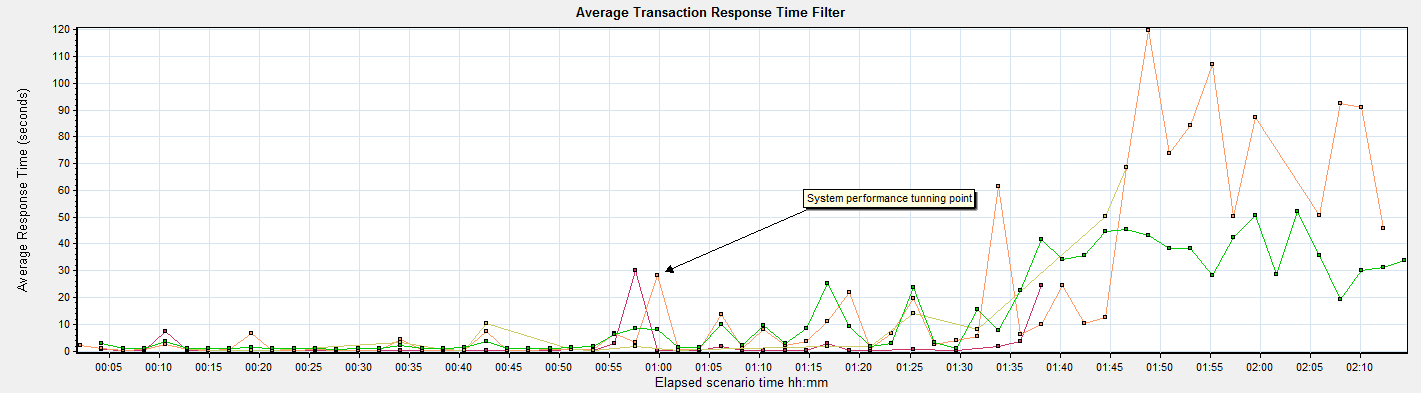 Average Transaction Response Time Filter
Average Response Time (seconds)
120
110
100
90
80
70
60
50
40
30
20
10
0
System performance tunning point
00:05 00:10 00:15 00:20 00:25 00:30 00:35 00:40 00:45 00:50 00:55 01:00 01:05 01:10 01:15 01:20 01:25 01:30 01:35 01:40 01:45 01:50 01:55 02:00 02:05 02:10
Elapsed scenario time hh:mm